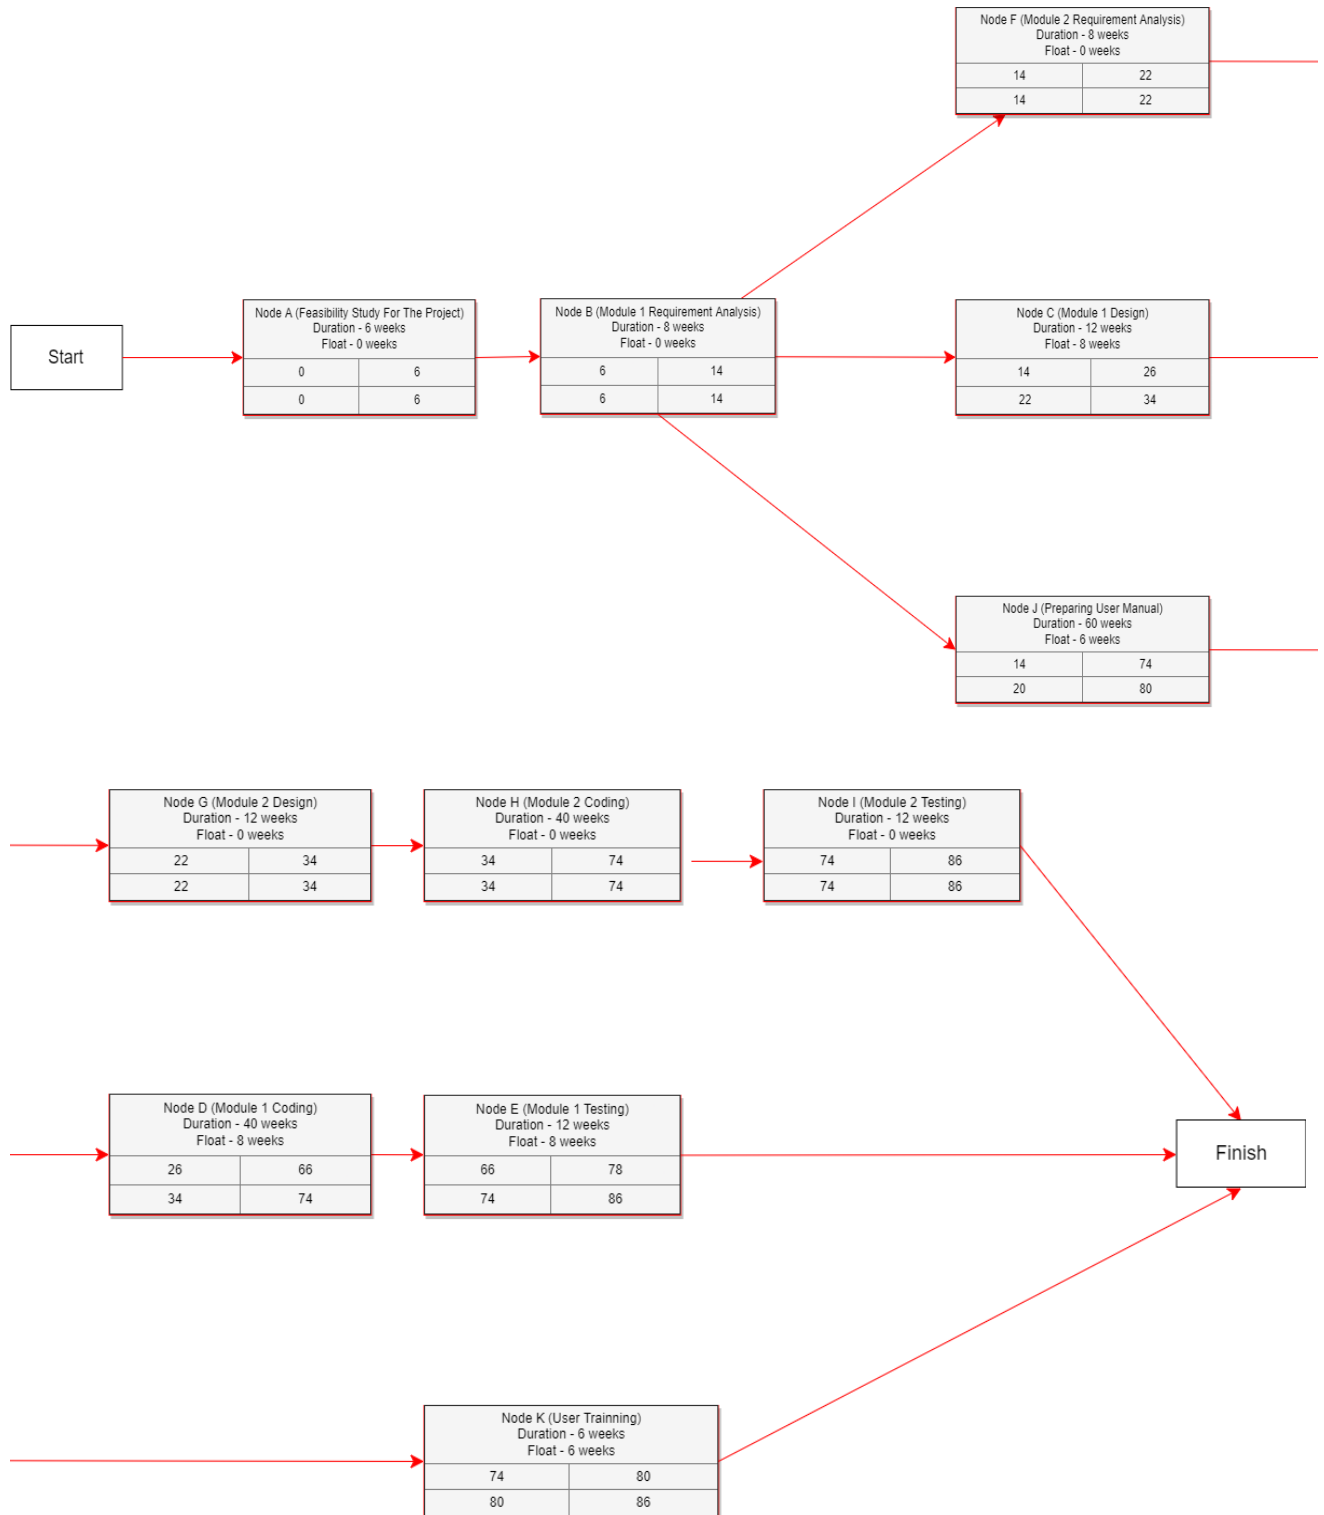 Node F (Module 2 Requirement Analysis)
Duration - 8 weeks
Float - 0 weeks
14 22
14 22
Start
Node A (Feasibility Study For The Project)
Duration - 6 weeks
Float - 0 weeks
0 6
0 6
Node B (Module 1 Requirement Analysis)
Duration - 8 weeks
Float - 0 weeks
6 14
6 14
Node C (Module 1 Design)
Duration - 12 weeks
Float - 8 weeks
14 26
22 34
Node J (Preparing User Manual)
Duration - 60 weeks
Float - 6 weeks
14 74
20 80
Node G (Module 2 Design)
Duration - 12 weeks
Float - 0 weeks
22 34
22 34
Node H (Module 2 Coding)
Duration - 40 weeks
Float - 0 weeks
34 74
34 74
Node I (Module 2 Testing)
Duration - 12 weeks
Float - 0 weeks
74 86
74 86
Node D (Module 1 Coding)
Duration - 40 weeks
Float - 8 weeks
26 66
34 74
Node E (Module 1 Testing)
Duration - 12 weeks
Float - 8 weeks
66 78
74 86
Finish
Node K (User Trainning)
Duration - 6 weeks
Float - 6 weeks
74 80
80 86